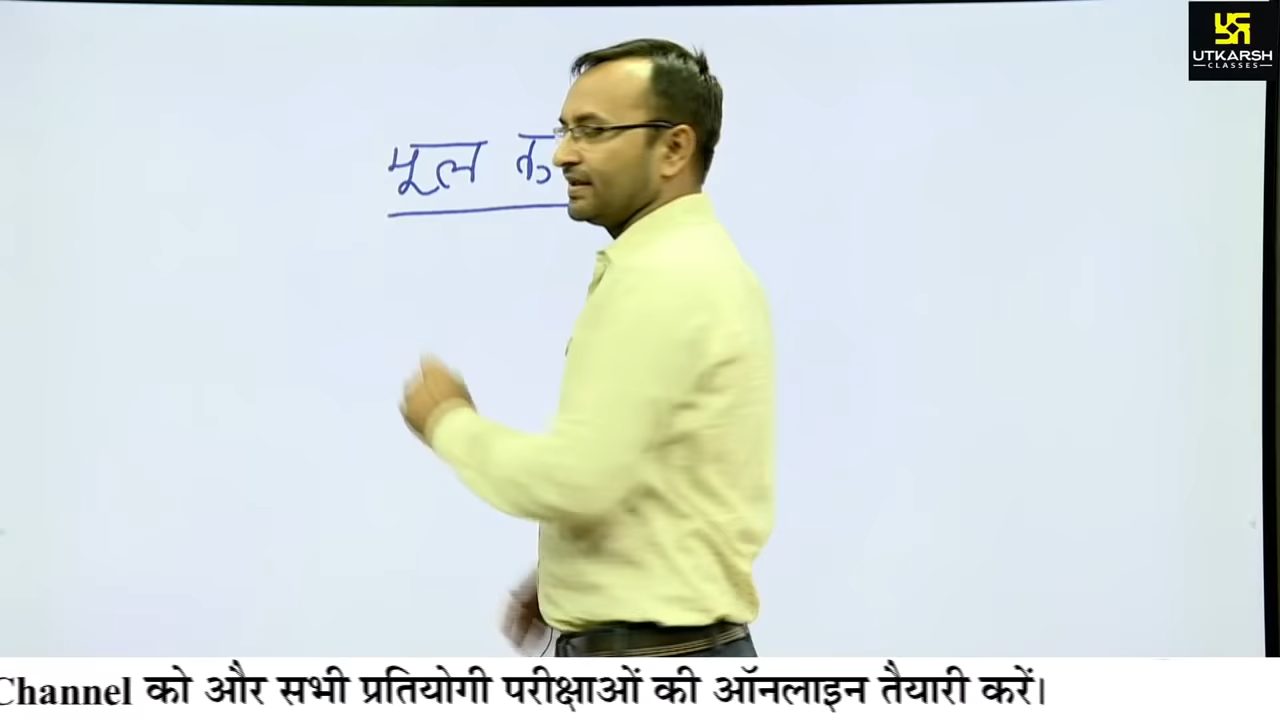 UTKARSH
CLASSES
मूल
Channel को और सभी प्रतियोगी परीक्षाओं की ऑनलाइन तैयारी करें।